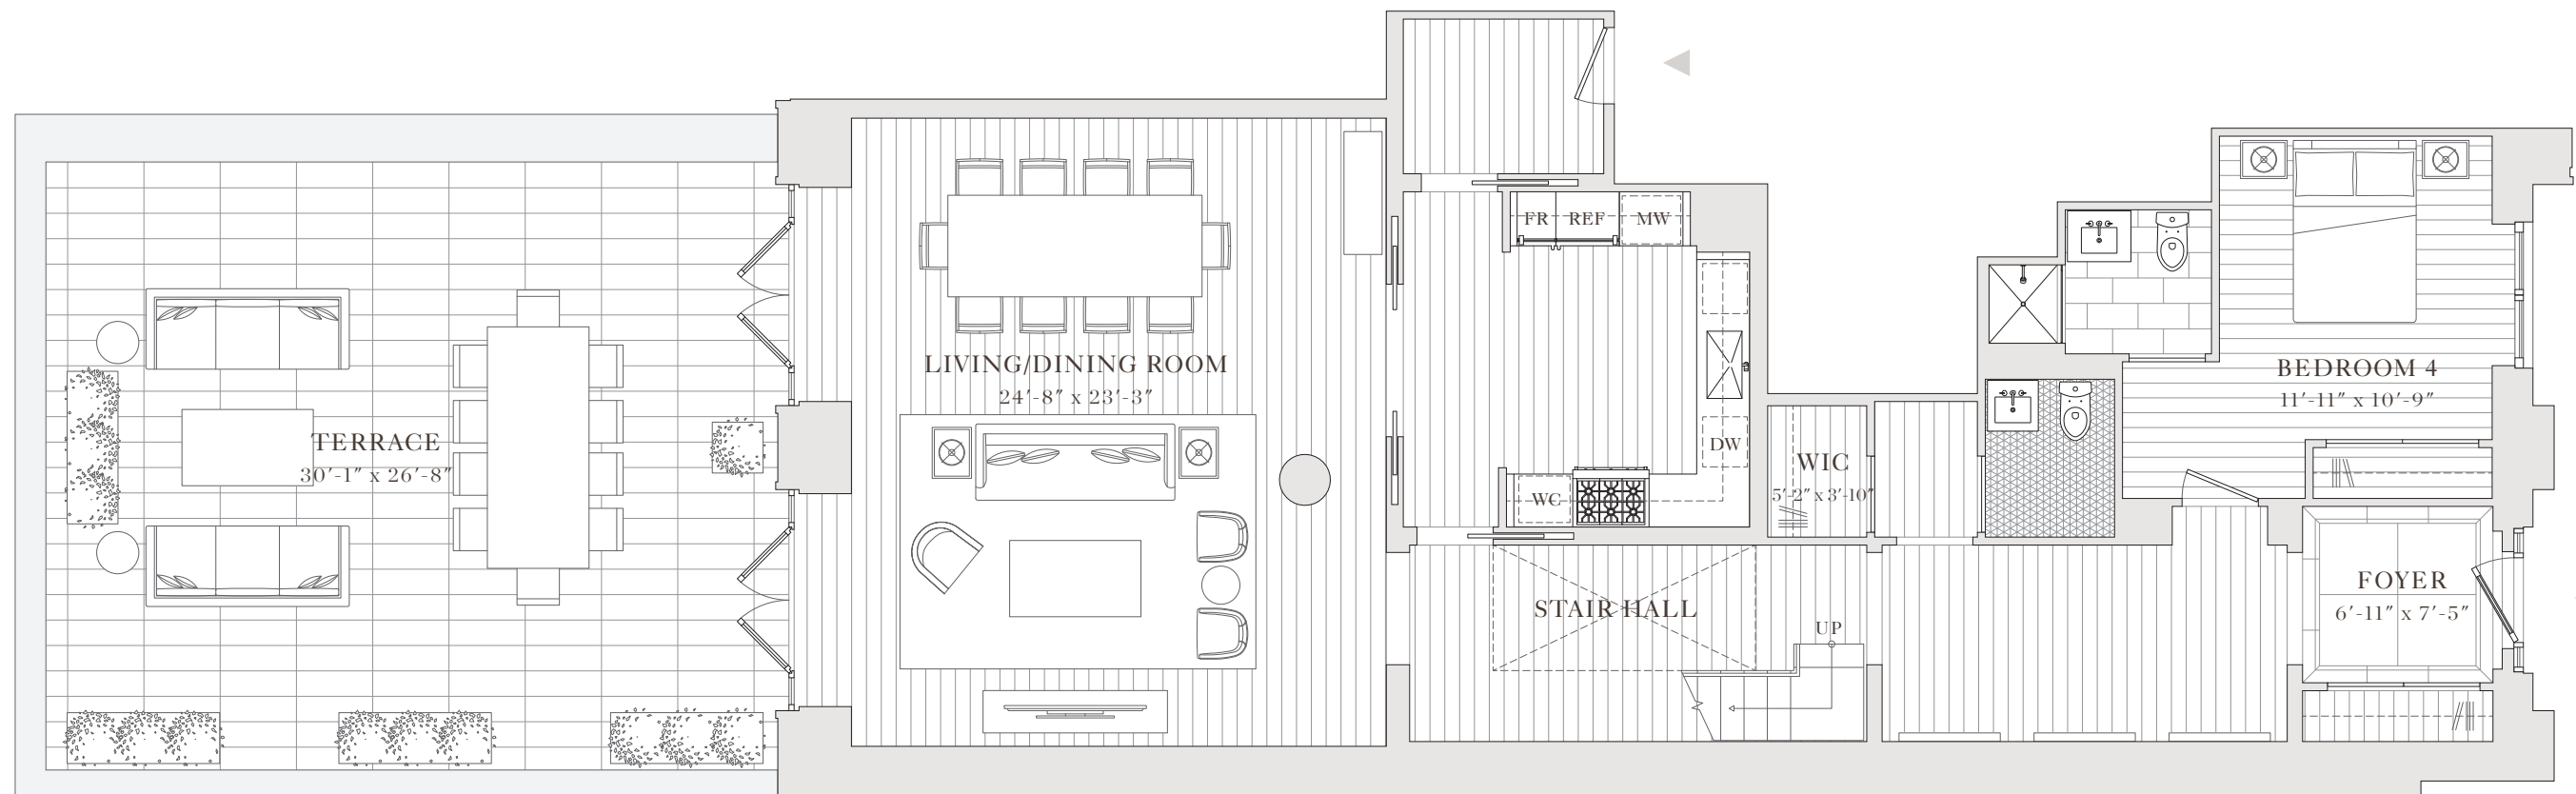 TERRACE
30'-1" x 26'-8"
LIVING/DINING ROOM
24'-8" x 23'-3"
FR REF MW
DW
WC
WIC
5'-2" x 3'-10"
STAIR HALL
UP
BEDROOM 4
11'-11" x 10'-9"
FOYER
6'-11" x 7'-5"